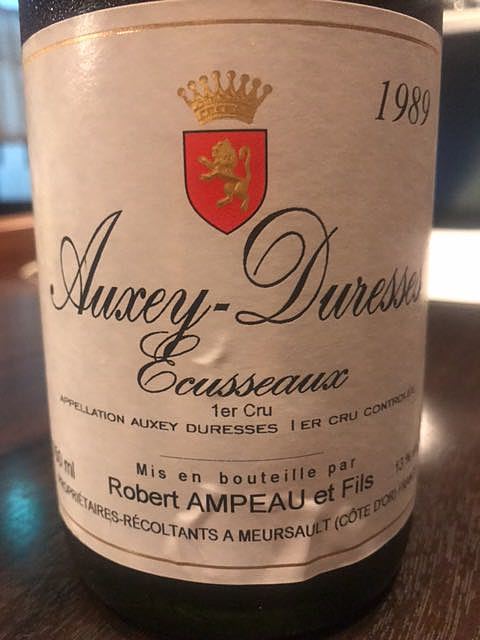 1989
Auxey-Duresses
Ecusseaux
1er Cru
APPELLATION AUXEY DURESSES 1ER CRU CONTROLÉE
ml
Mis en bouteille par
Robert AMPEAU et Fils
PROPRIÉTAIRES-RÉCOLTANTS A MEURSAULT (CÔTE D'OR)